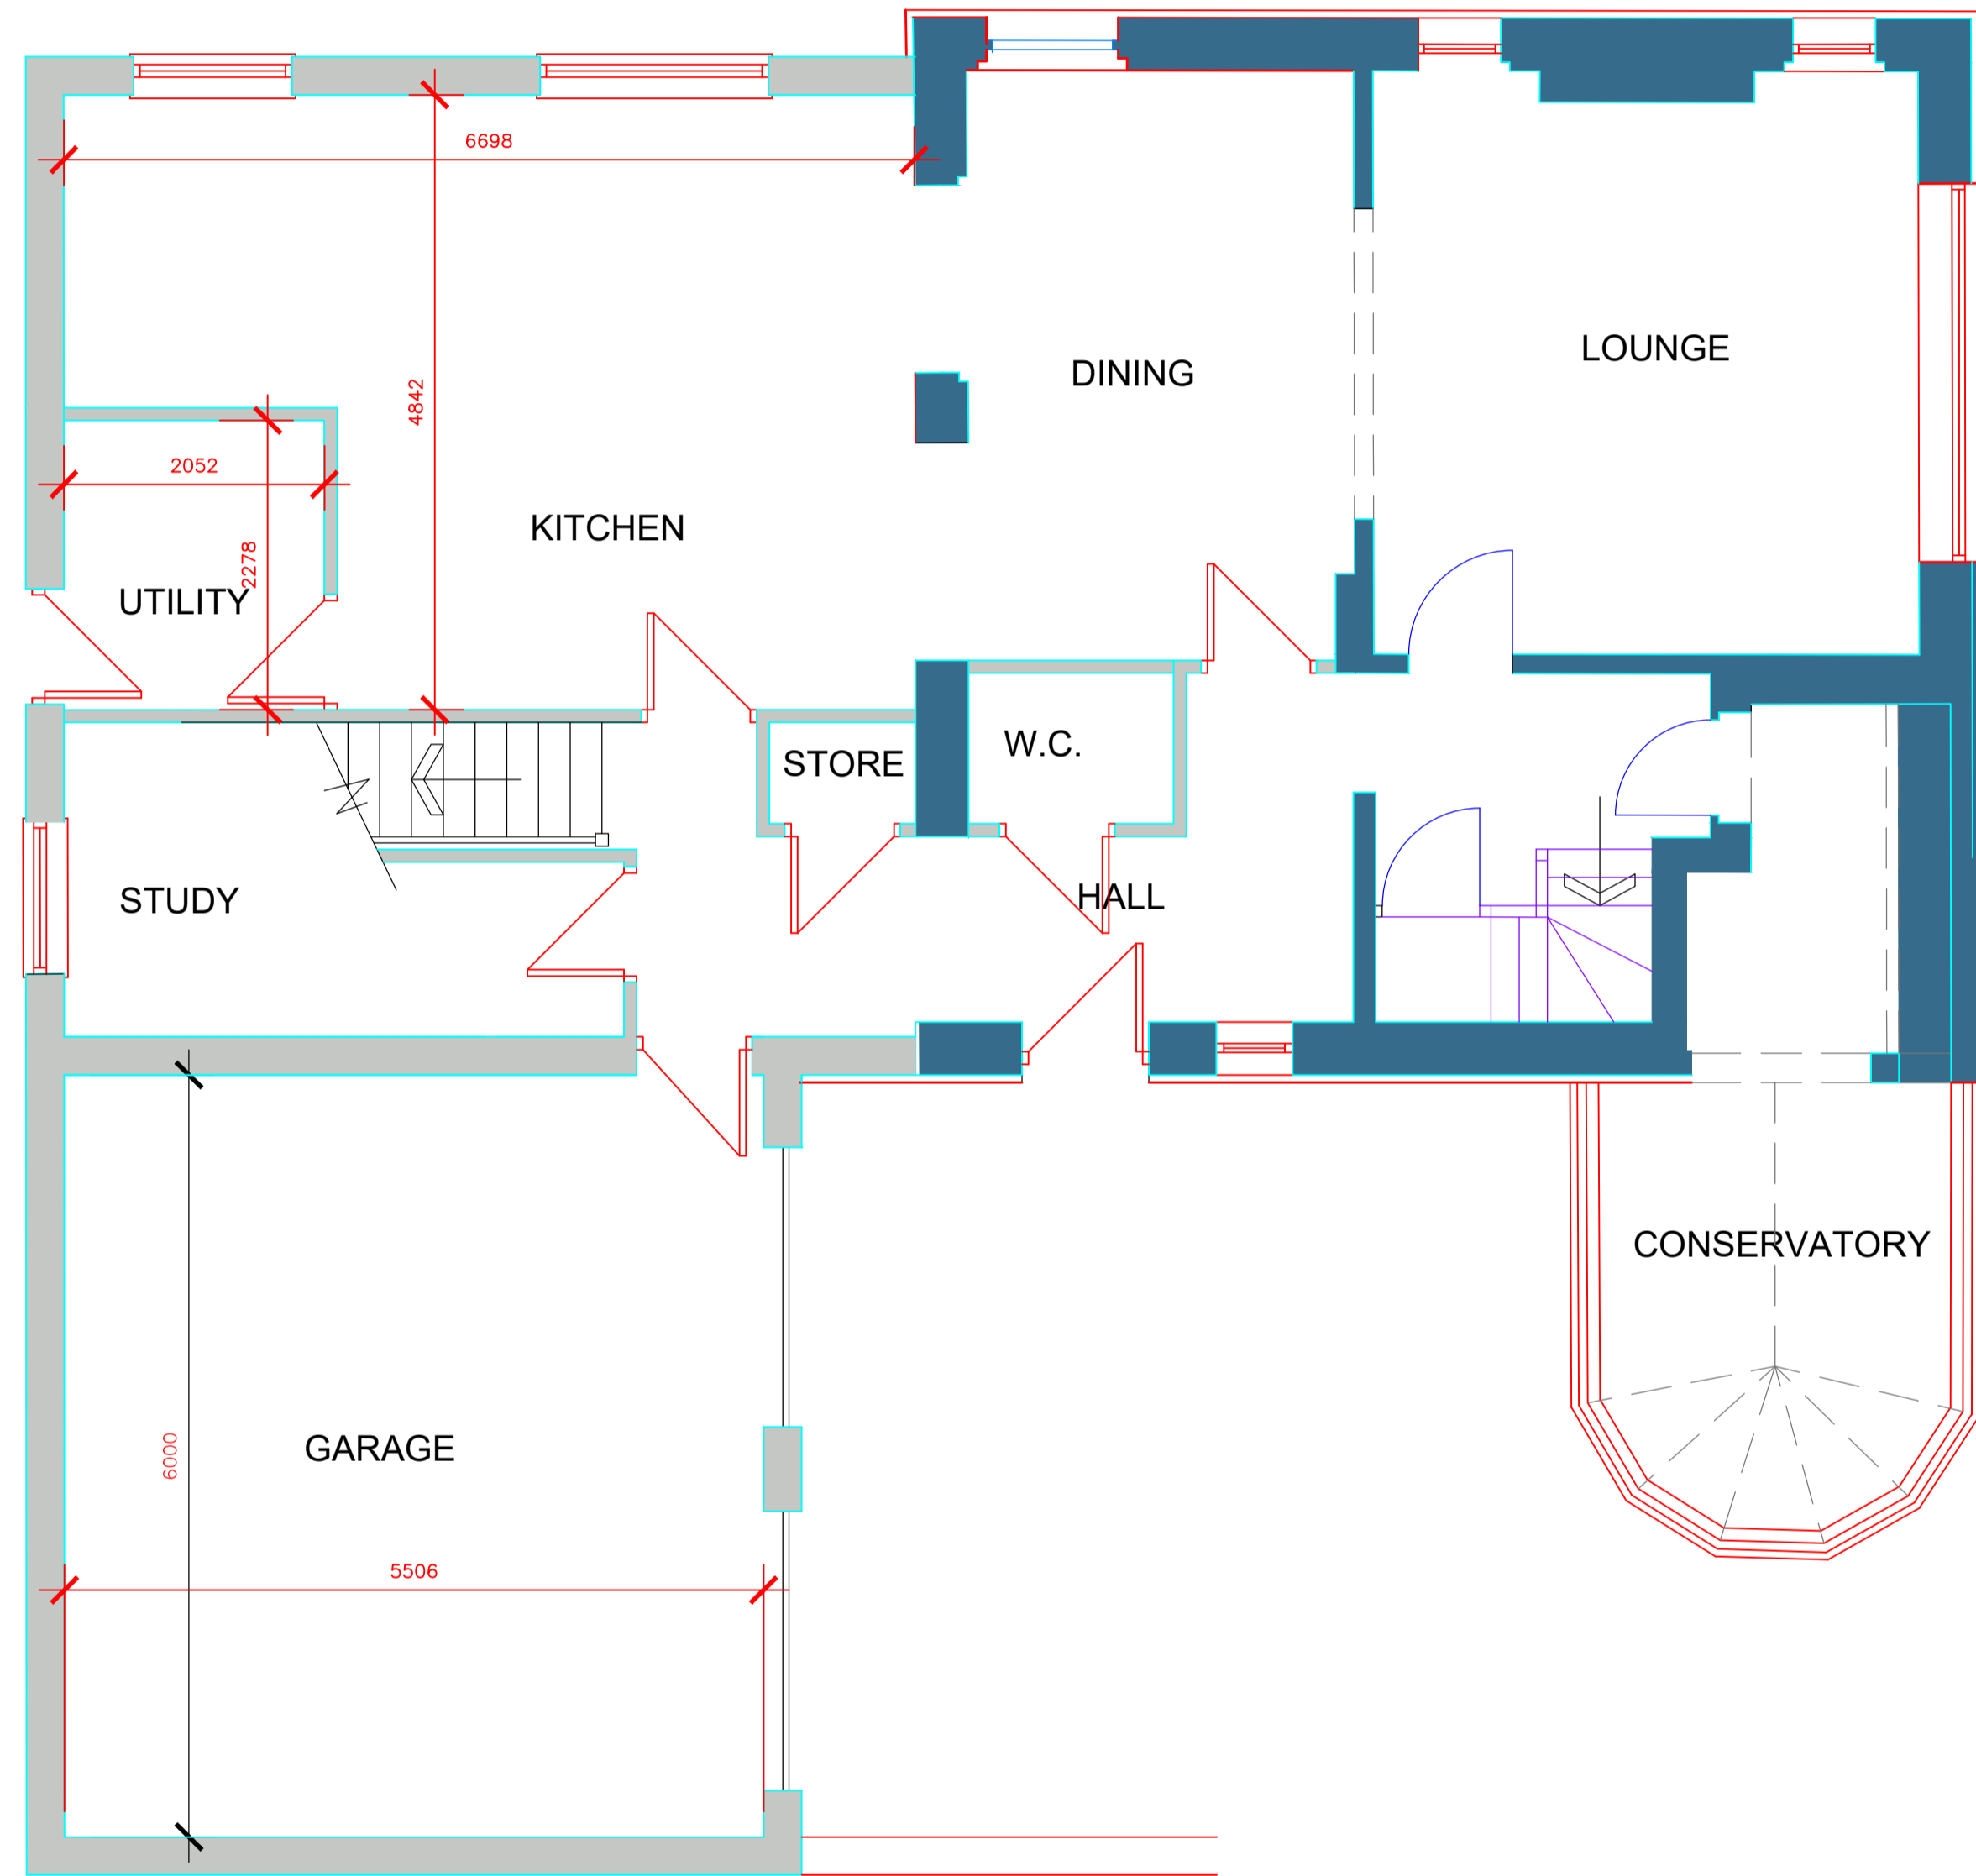 6698
LOUNGE
DINING
4842
2052
KITCHEN
2278
UTILITY
W.C.
STORE
HALL
STUDY
CONSERVATORY
GARAGE
6000
5506